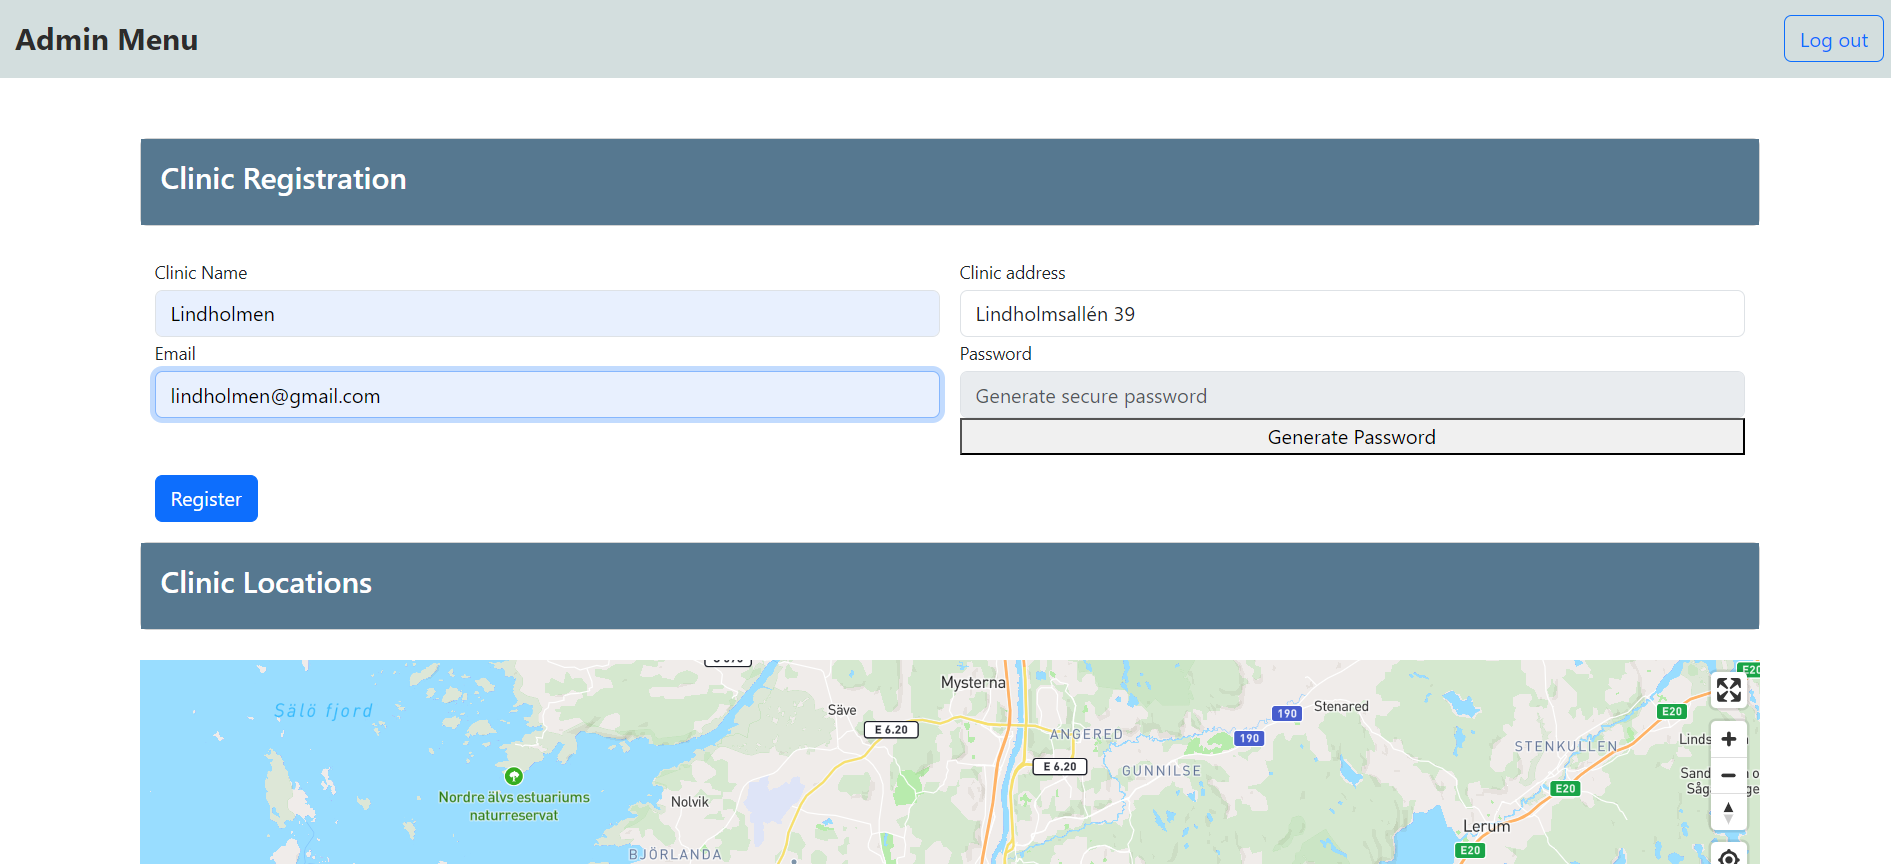 Admin Menu
Log out
Clinic Registration
Clinic Name
Clinic address
Lindholmen
Lindholmsallén 39
Email
Password
lindholmen@gmail.com
Generate secure password
Generate Password
Register
Clinic Locations
Mysterna
E20
Sälö fjord
Säve
190
Stenared
E20
E 6.20
ANGERED
190
STENKULLEN
Linds
E 6.20
GUNNILSE
Sand
Nordre älvs estuariums
naturreservat
Nolvik
E20
Lerum
E20
BJÖRLANDA